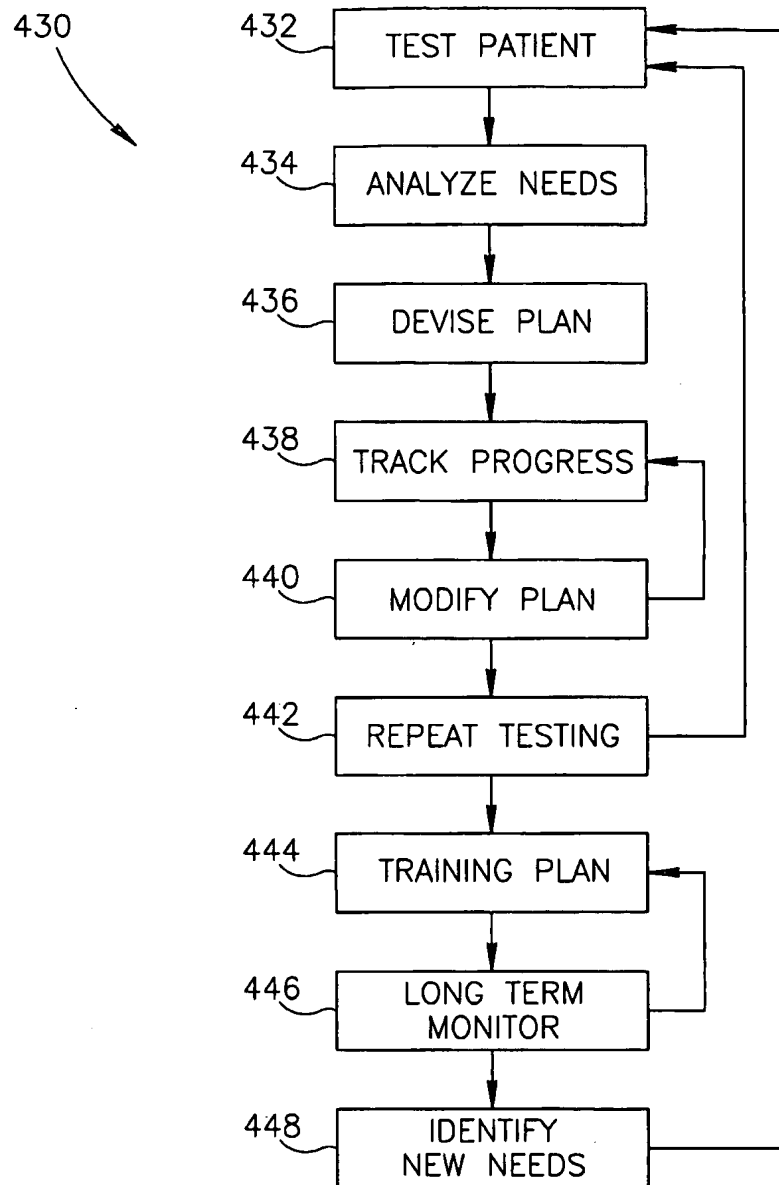 430
432
TEST PATIENT
434
ANALYZE NEEDS
436
DEVISE PLAN
438
TRACK PROGRESS
440
MODIFY PLAN
442
REPEAT TESTING
444
TRAINING PLAN
446
LONG TERM
MONITOR
448
IDENTIFY
NEW NEEDS